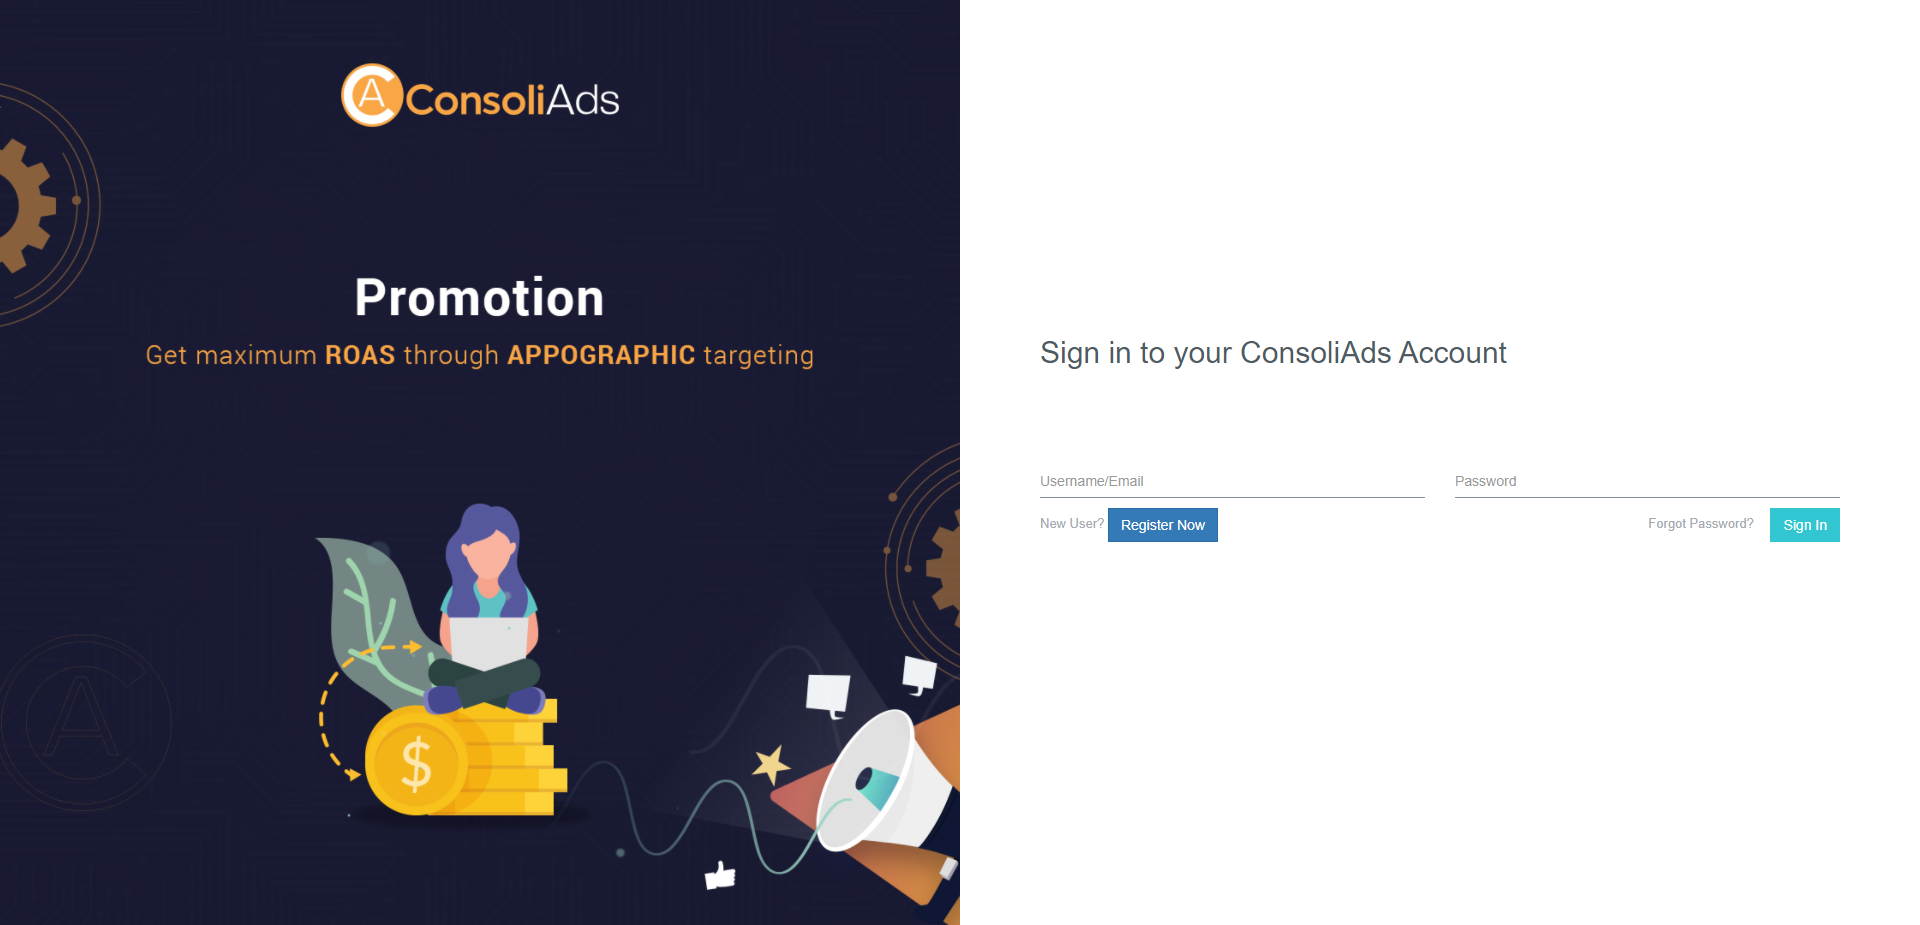 ConsoliAds
Promotion
Get maximum ROAS through APPOGRAPHIC targeting
$
Sign in to your ConsoliAds Account
Username/Email
Password
New User? Register Now
Forgot Password? Sign In